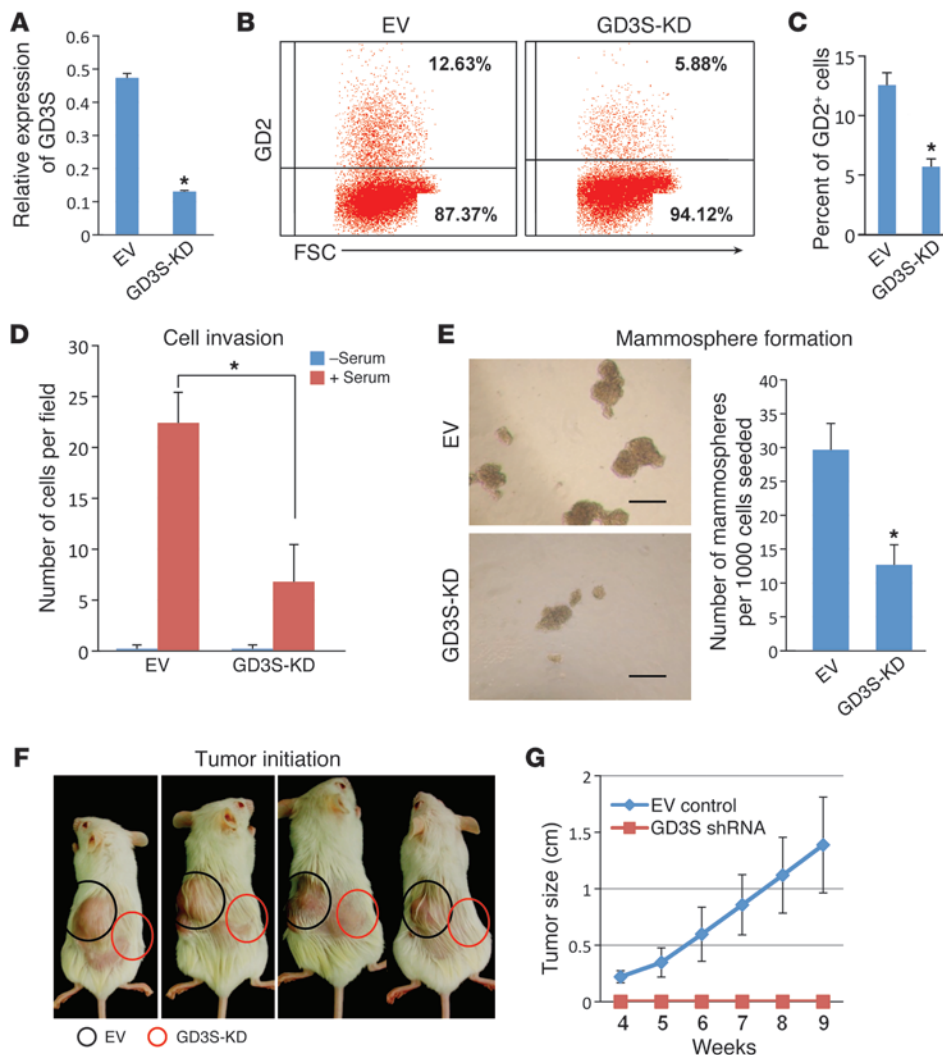 A
Relative expression
of GD3S
0.6
0.5
0.4
0.3
0.2
0.1
0
*
EV
GD3S-KD
B
EV
GD3S-KD
GD2
12.63%
87.37%
5.88%
94.12%
FSC
C
Percent of GD2+ cells
15
10
5
0
*
EV
GD3S-KD
D
Cell invasion
Number of cells per field
30
25
20
15
10
5
0
–Serum
+ Serum
*
EV
GD3S-KD
E
Mammosphere formation
EV
GD3S-KD
Number of mammospheres
per 1000 cells seeded
40
35
30
25
20
15
10
5
0
*
EV
GD3S-KD
F
Tumor initiation
EV
GD3S-KD
G
Tumor size (cm)
2
1.5
1
0.5
0
EV control
GD3S shRNA
4 5 6 7 8 9
Weeks